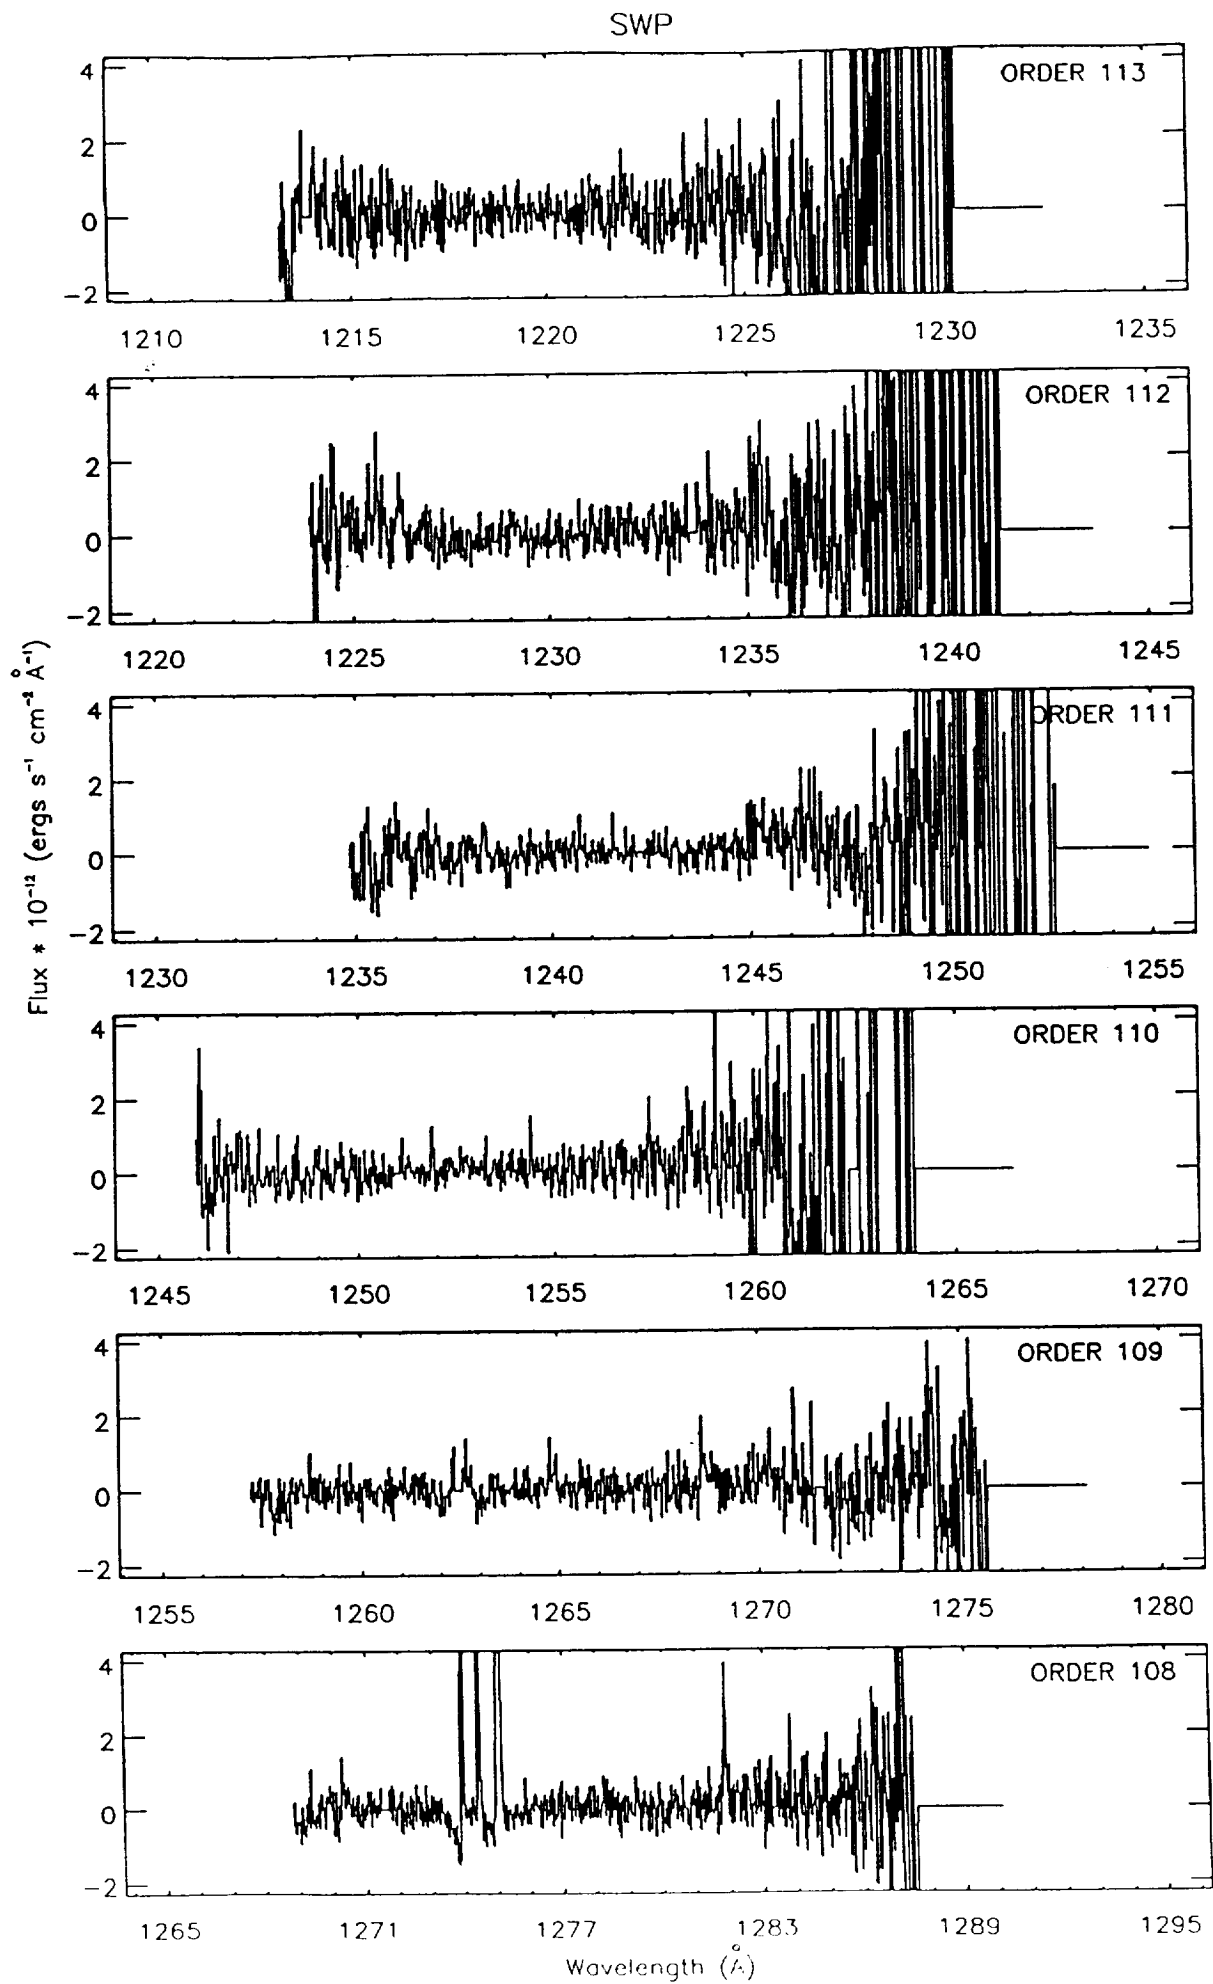 SWP
ORDER 113
4
2
0
−2
1210 1215 1220 1225 1230 1235
ORDER 112
4
2
0
−2
1220 1225 1230 1235 1240 1245
ORDER 111
4
2
0
−2
1230 1235 1240 1245 1250 1255
ORDER 110
4
2
0
−2
1245 1250 1255 1260 1265 1270
ORDER 109
4
2
0
−2
1255 1260 1265 1270 1275 1280
ORDER 108
4
2
0
−2
1265 1271 1277 1283 1289 1295
Flux * 10⁻¹² (ergs s⁻¹ cm⁻² Å⁻¹)
Wavelength (Å)